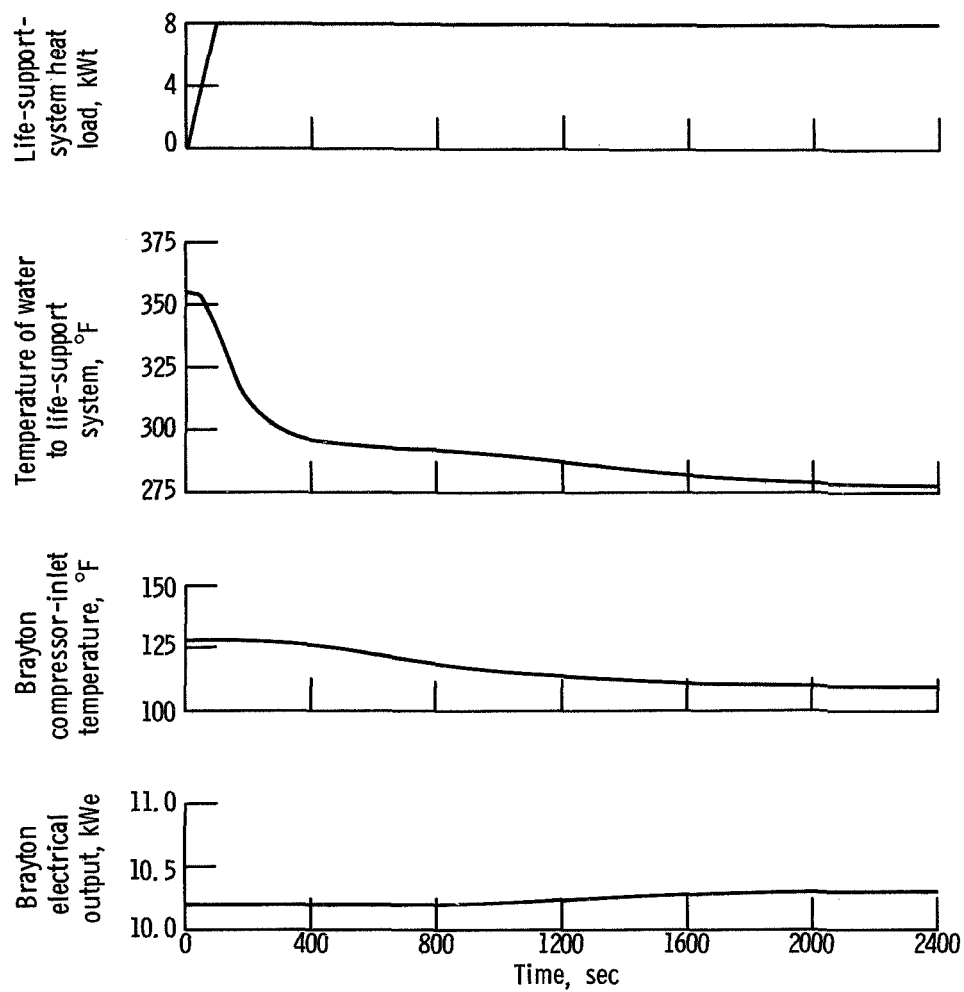 Life-support-
system heat
load, kWt
8
4
0
Temperature of water
to life-support
system, °F
375
350
325
300
275
Brayton
compressor-inlet
temperature, °F
150
125
100
Brayton
electrical
output, kWe
11.0
10.5
10.0
0 400 800 1200 1600 2000 2400
Time, sec